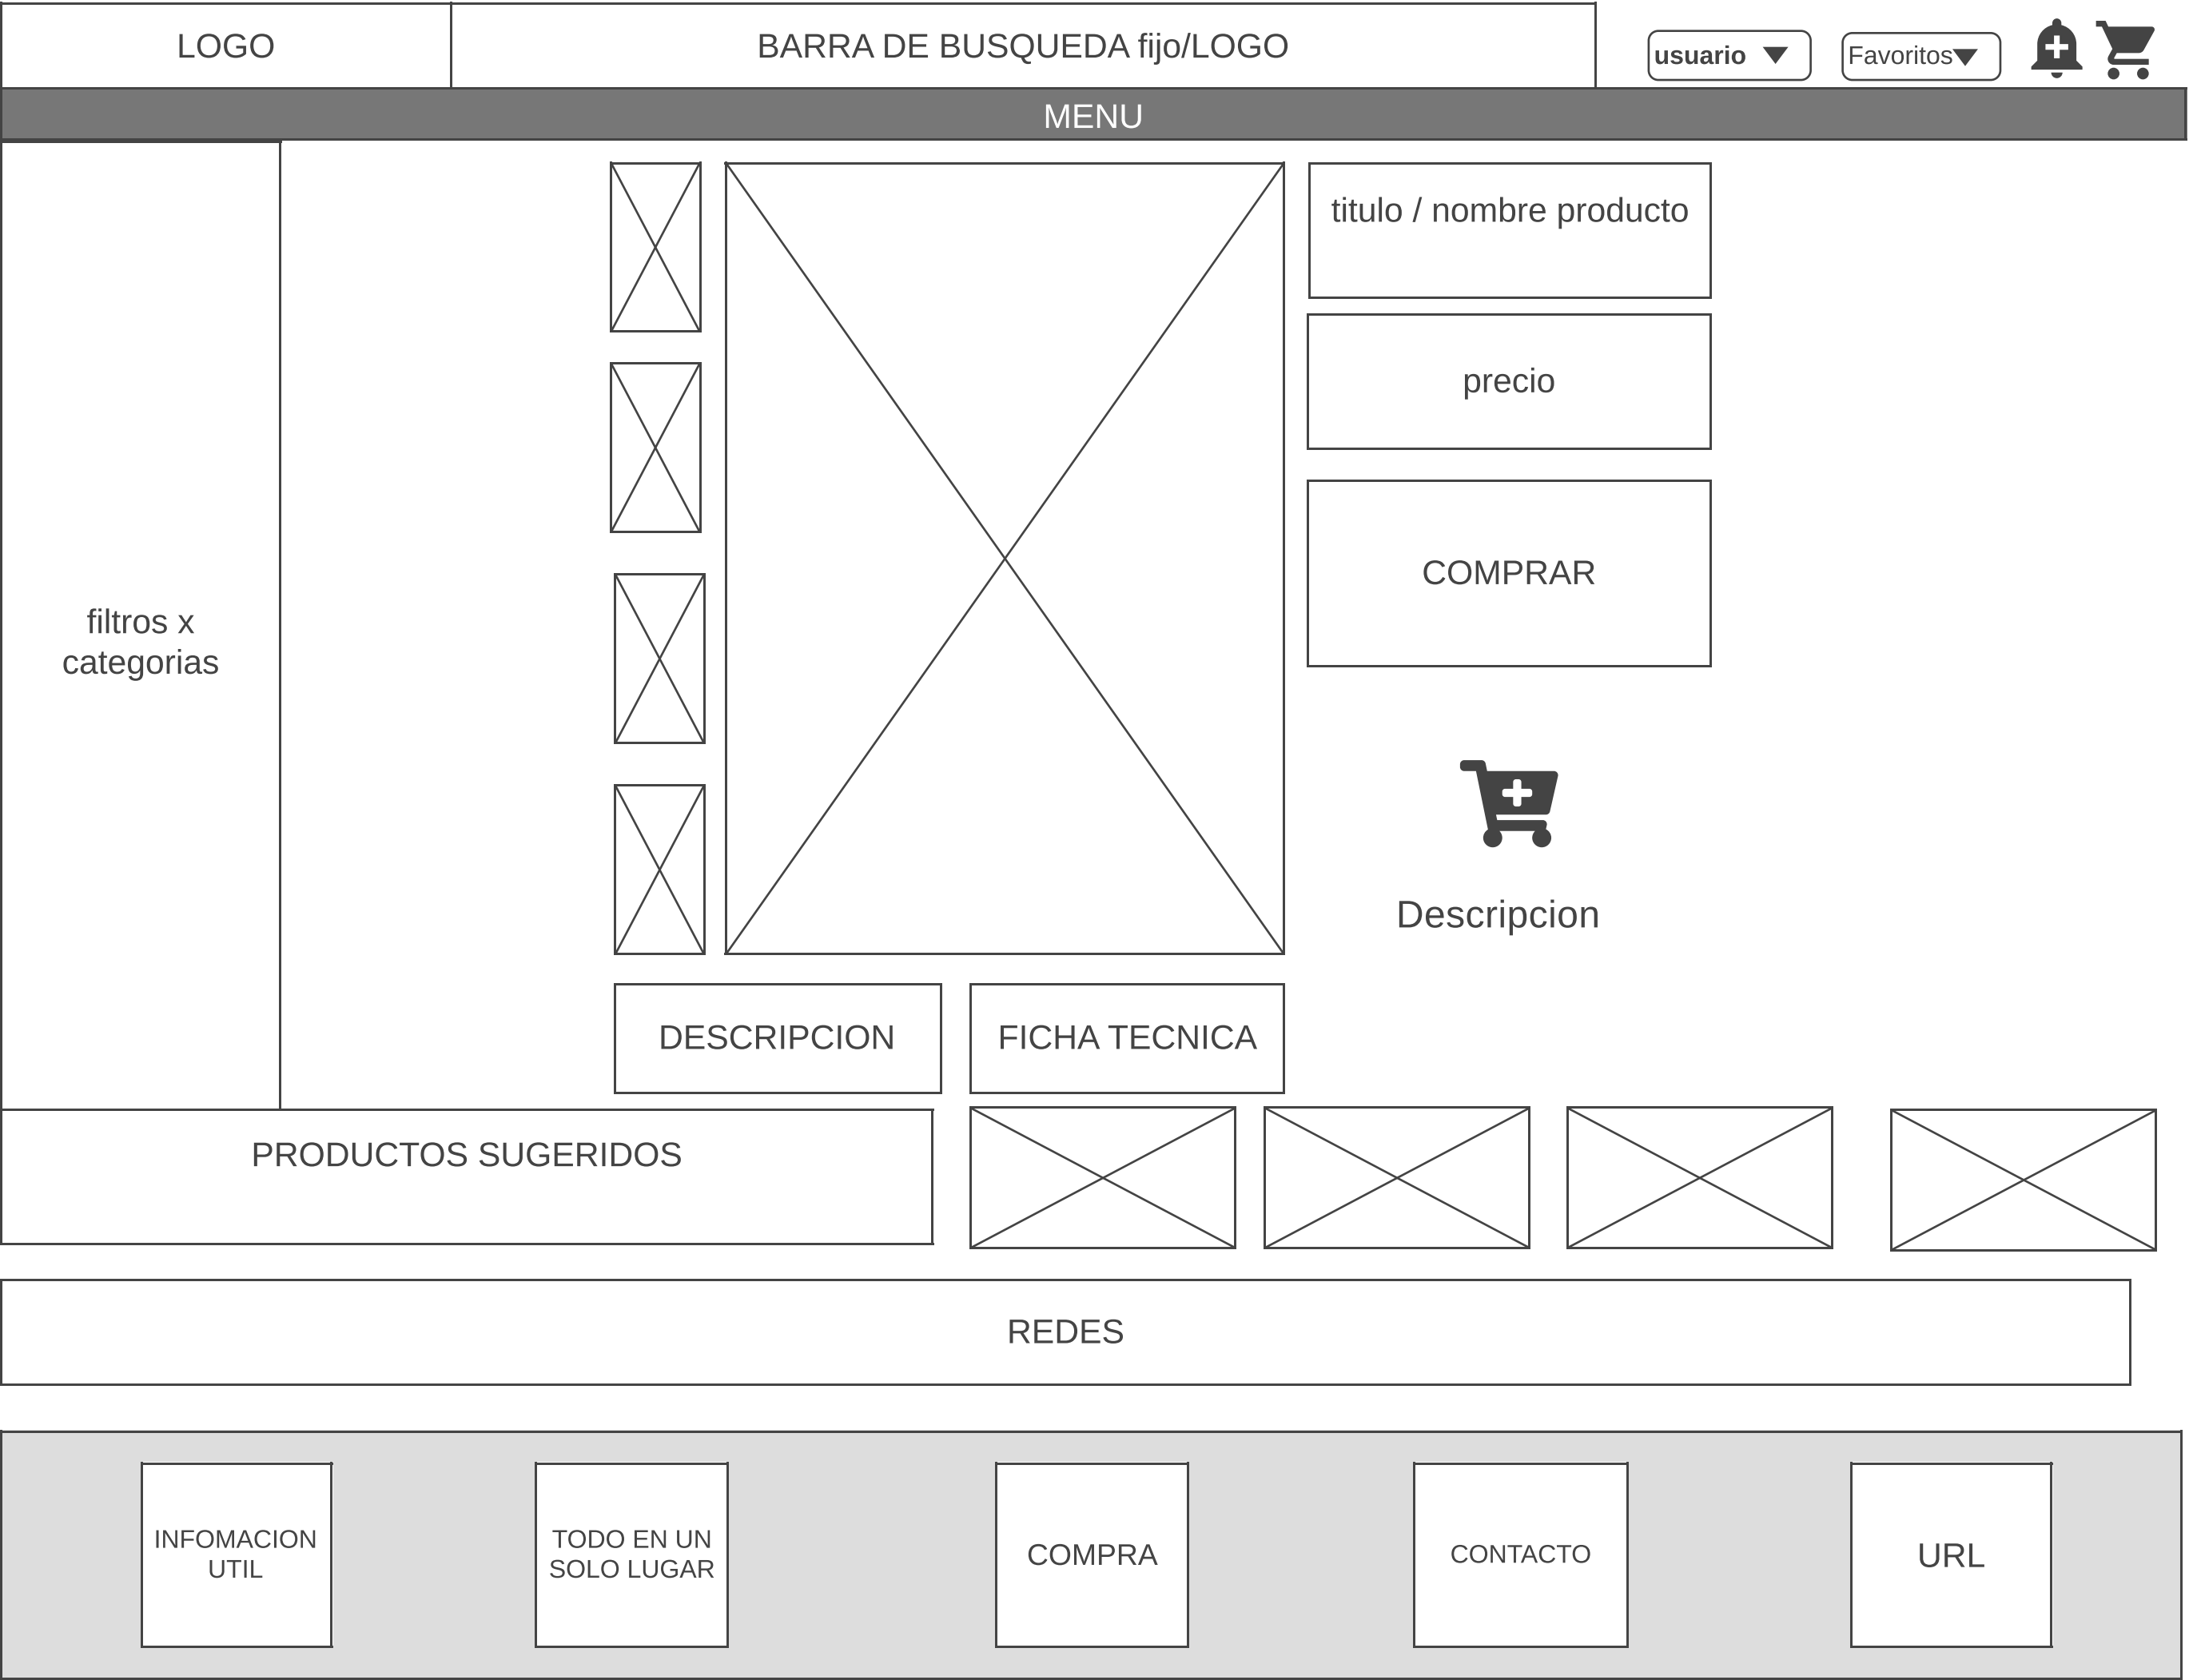 LOGO
BARRA DE BUSQUEDA fijo/LOGO
usuario
Favoritos
MENU
filtros x
categorias
titulo / nombre producto
precio
COMPRAR
Descripcion
DESCRIPCION
FICHA TECNICA
PRODUCTOS SUGERIDOS
REDES
INFOMACION
UTIL
TODO EN UN
SOLO LUGAR
COMPRA
CONTACTO
URL